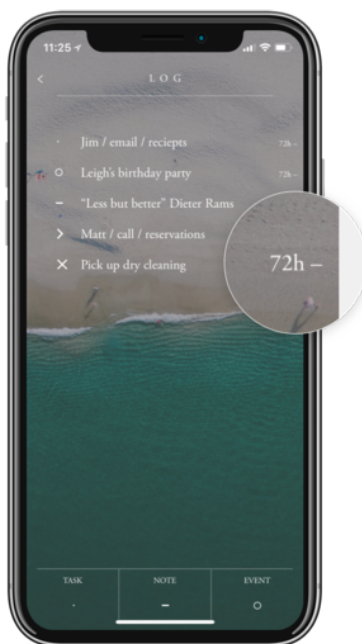 11:25
LOG
· Jim / email / reciepts 72h –
O Leigh's birthday party 72h –
– "Less but better" Dieter Rams
> Matt / call / reservations
× Pick up dry cleaning
72h –
TASK NOTE EVENT
· – O